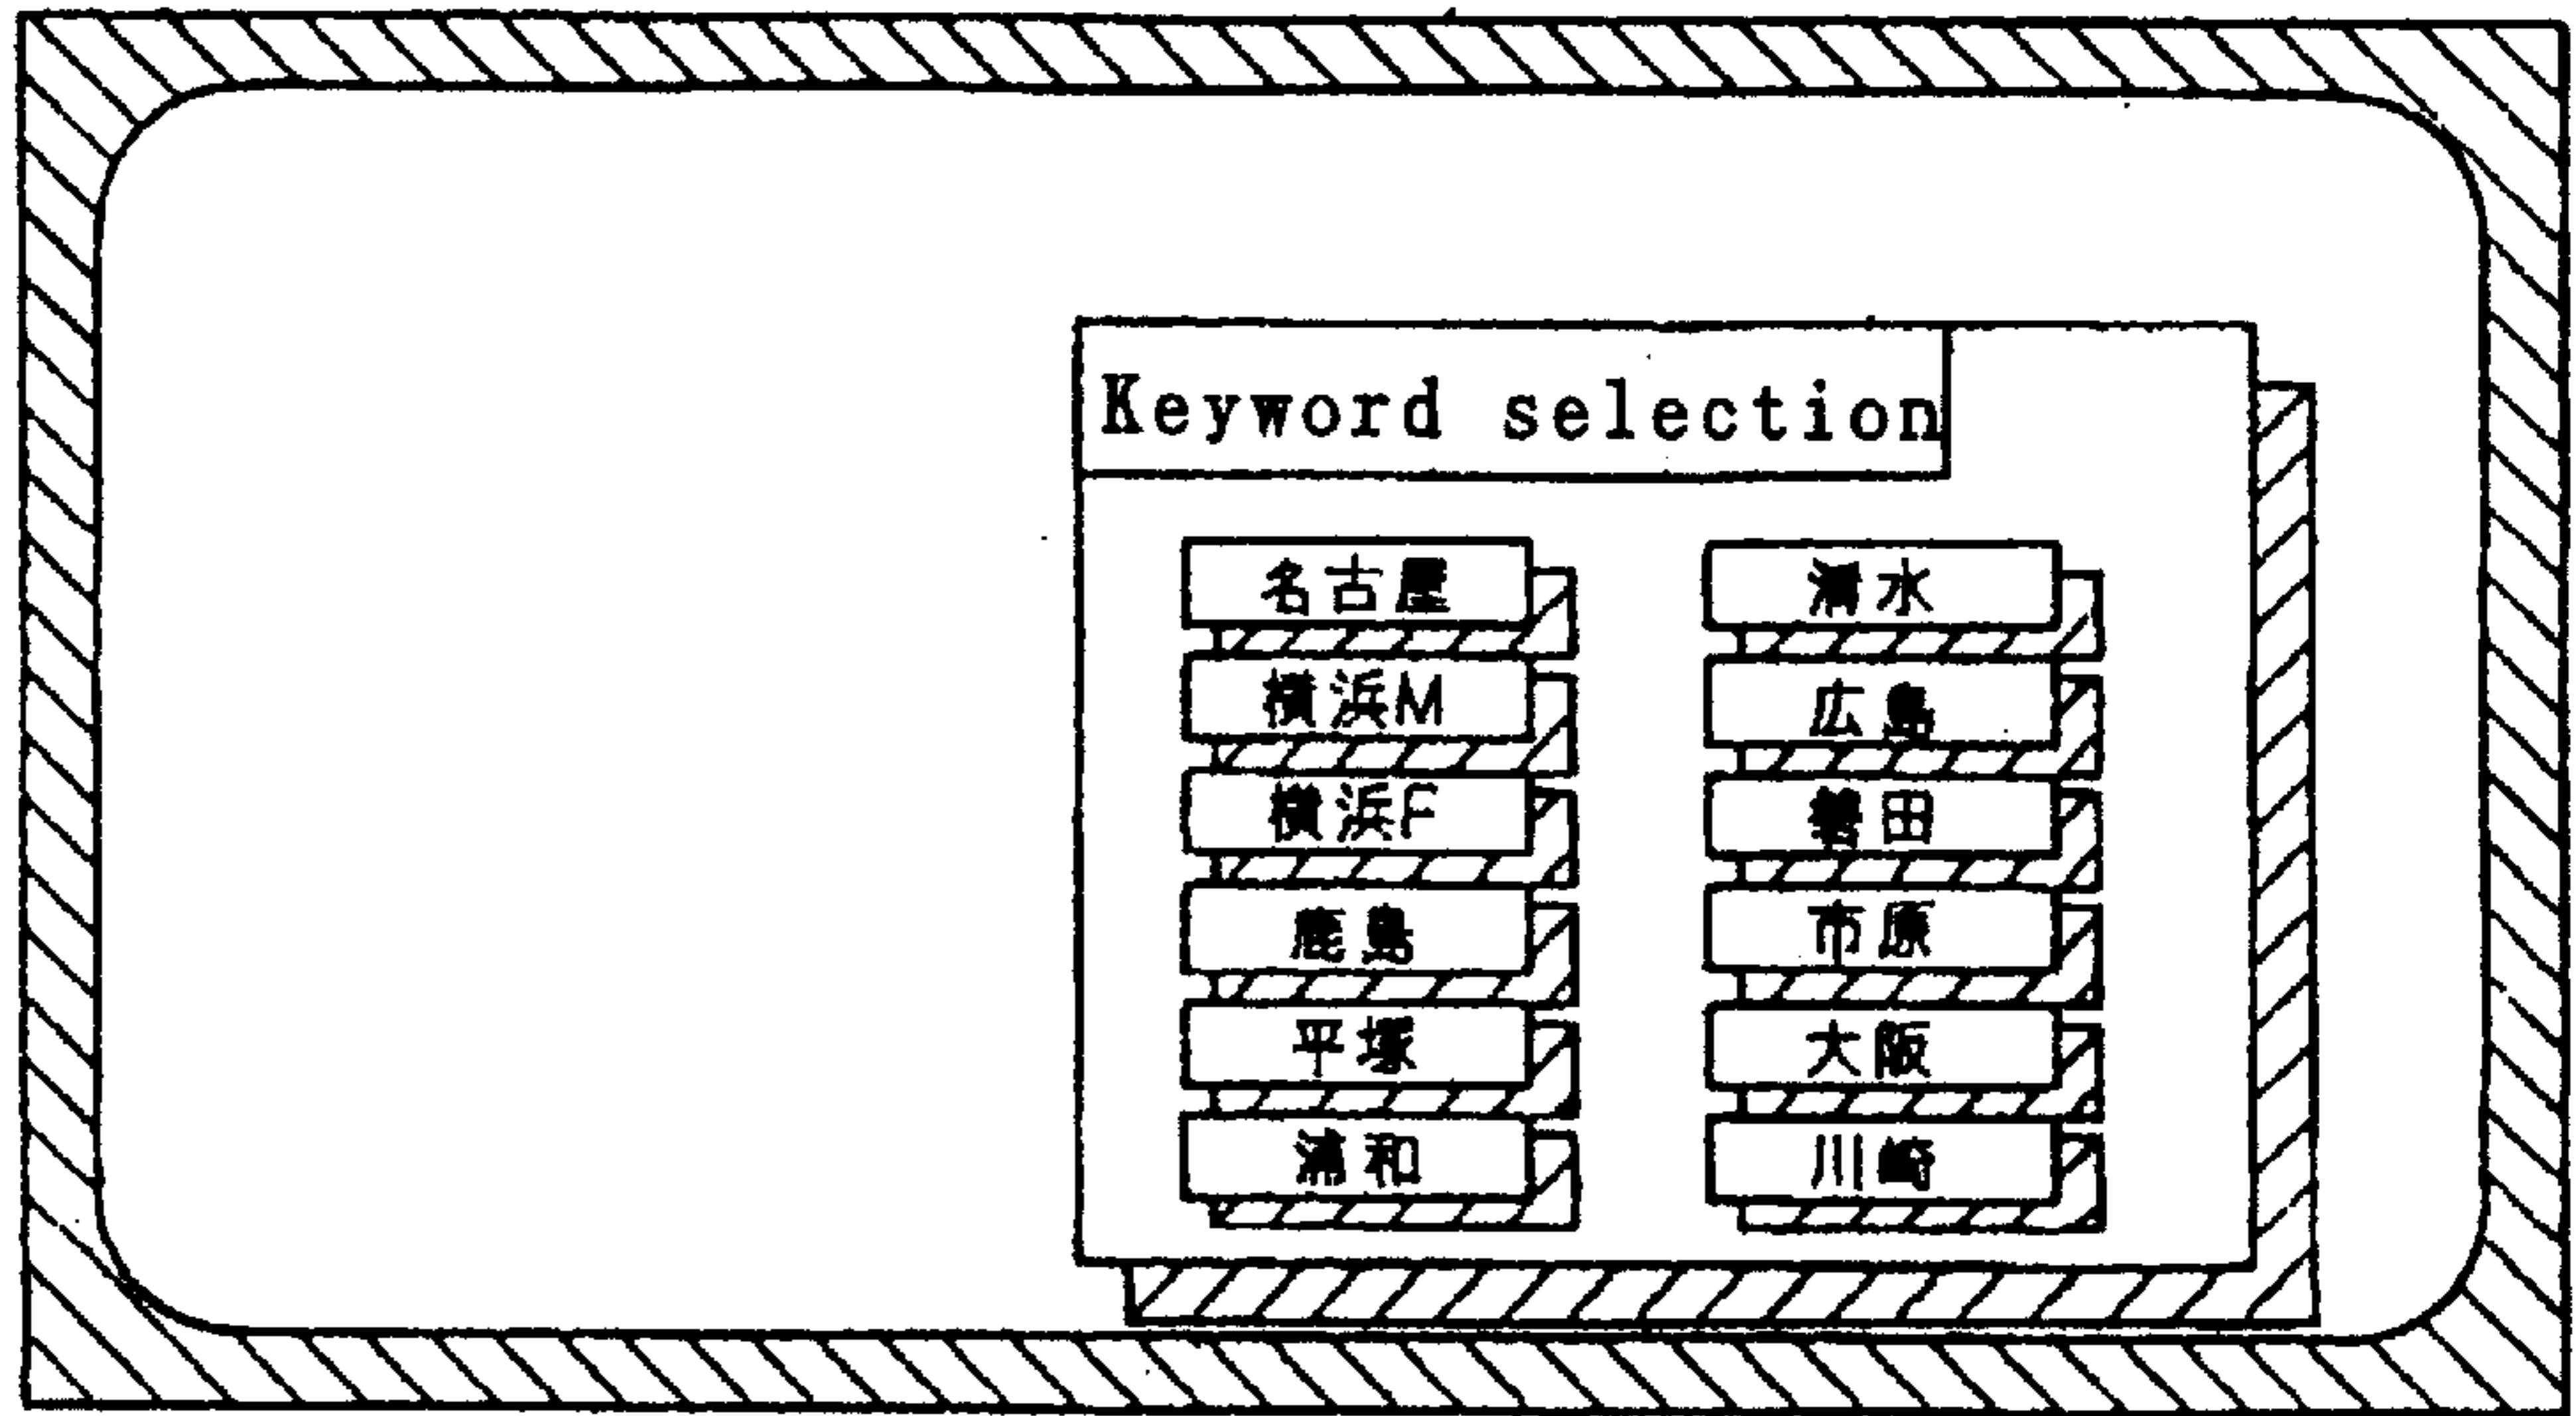 Keyword selection
名古屋 清水
横浜M 広島
横浜F 磐田
鹿島 市原
平塚 大阪
浦和 川崎